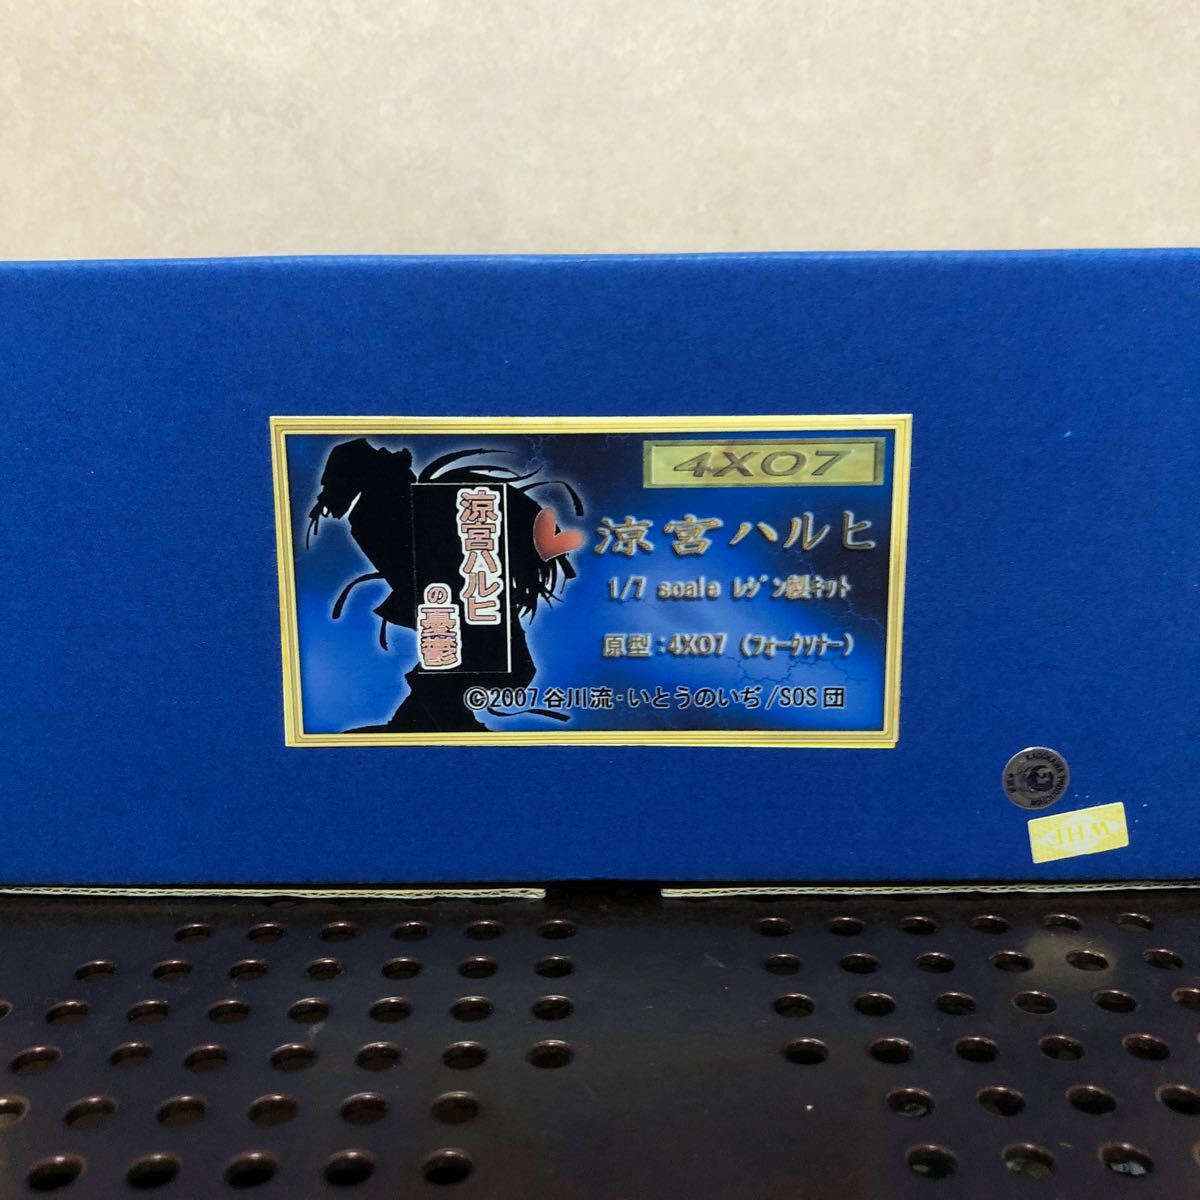 4XO7
涼宮ハルヒ
の憂鬱
涼宮ハルヒ
1/7 scale レジン製キット
原型:4XO7 (フォークソナー)
©2007 谷川流・いとうのいぢ/SOS団
WHF